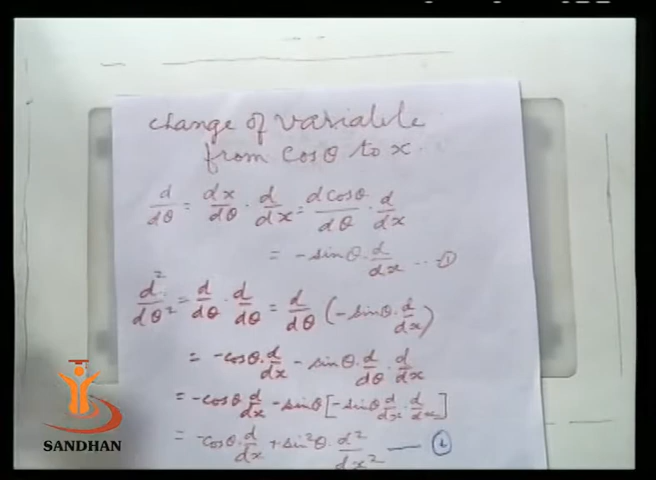 change of variable
from cosθ to x.
d/dθ = dx/dθ · d/dx = dcosθ/dθ · d/dx
= -sinθ · d/dx ... ①
d²/dθ² = d/dθ · d/dθ = d/dθ (-sinθ · d/dx)
= -cosθ · d/dx - sinθ · d/dθ · d/dx
= -cosθ d/dx - sinθ [-sinθ d/dx · d/dx]
= -cosθ · d/dx + sin²θ · d²/dx² — ②
SANDHAN